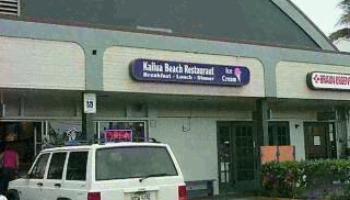 Kailua Beach Restaurant
Breakfast - Lunch - Dinner
Ice
Cream